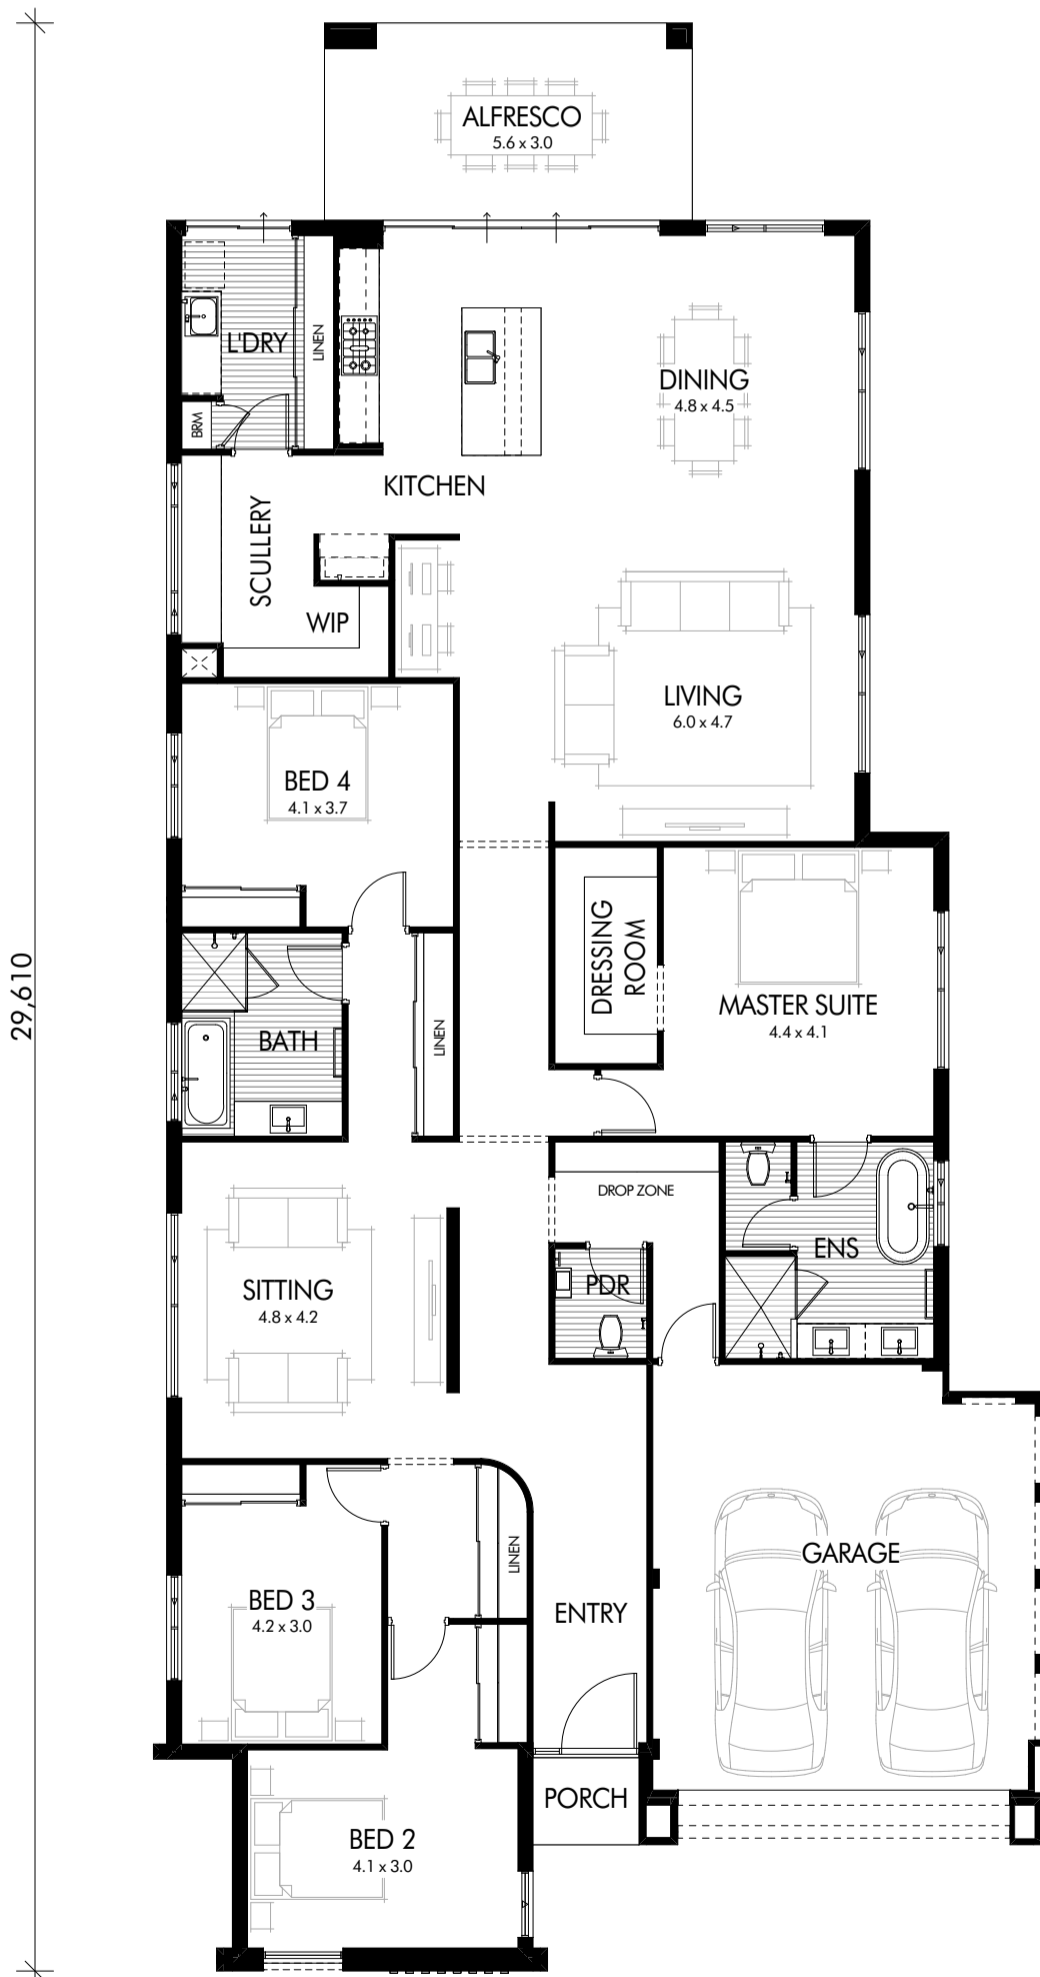 ALFRESCO
5.6 x 3.0
L'DRY
LINEN
BRM
DINING
4.8 x 4.5
KITCHEN
SCULLERY
WIP
LIVING
6.0 x 4.7
BED 4
4.1 x 3.7
DRESSING
ROOM
MASTER SUITE
4.4 x 4.1
29,610
BATH
LINEN
DROP ZONE
ENS
PDR
SITTING
4.8 x 4.2
GARAGE
LINEN
BED 3
4.2 x 3.0
ENTRY
PORCH
BED 2
4.1 x 3.0